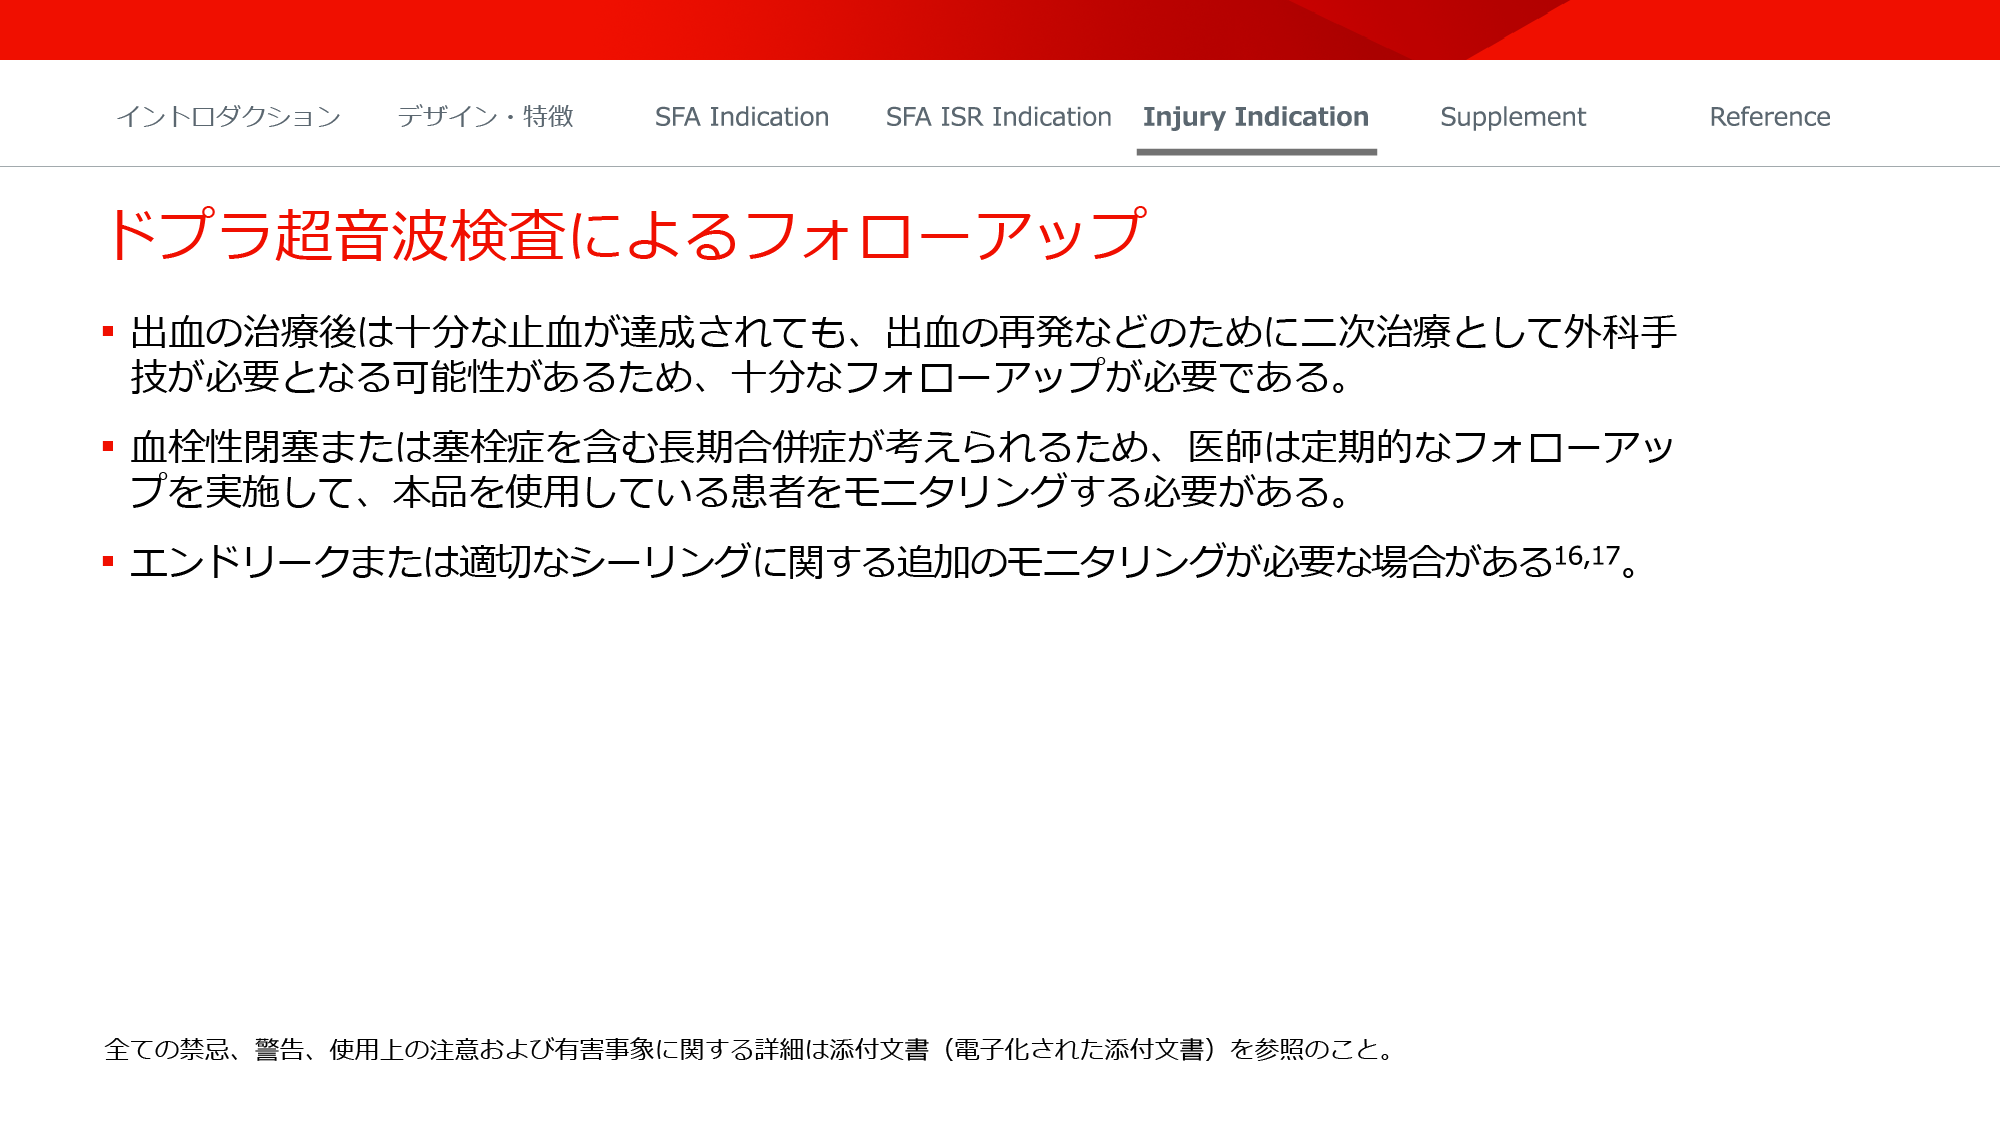 イントロダクション デザイン・特徴 SFA Indication SFA ISR Indication Injury Indication Supplement Reference
ドプラ超音波検査によるフォローアップ
▪ 出血の治療後は十分な止血が達成されても、出血の再発などのために二次治療として外科手
技が必要となる可能性があるため、十分なフォローアップが必要である。
▪ 血栓性閉塞または塞栓症を含む長期合併症が考えられるため、医師は定期的なフォローアッ
プを実施して、本品を使用している患者をモニタリングする必要がある。
▪ エンドリークまたは適切なシーリングに関する追加のモニタリングが必要な場合がある16,17。
全ての禁忌、警告、使用上の注意および有害事象に関する詳細は添付文書（電子化された添付文書）を参照のこと。